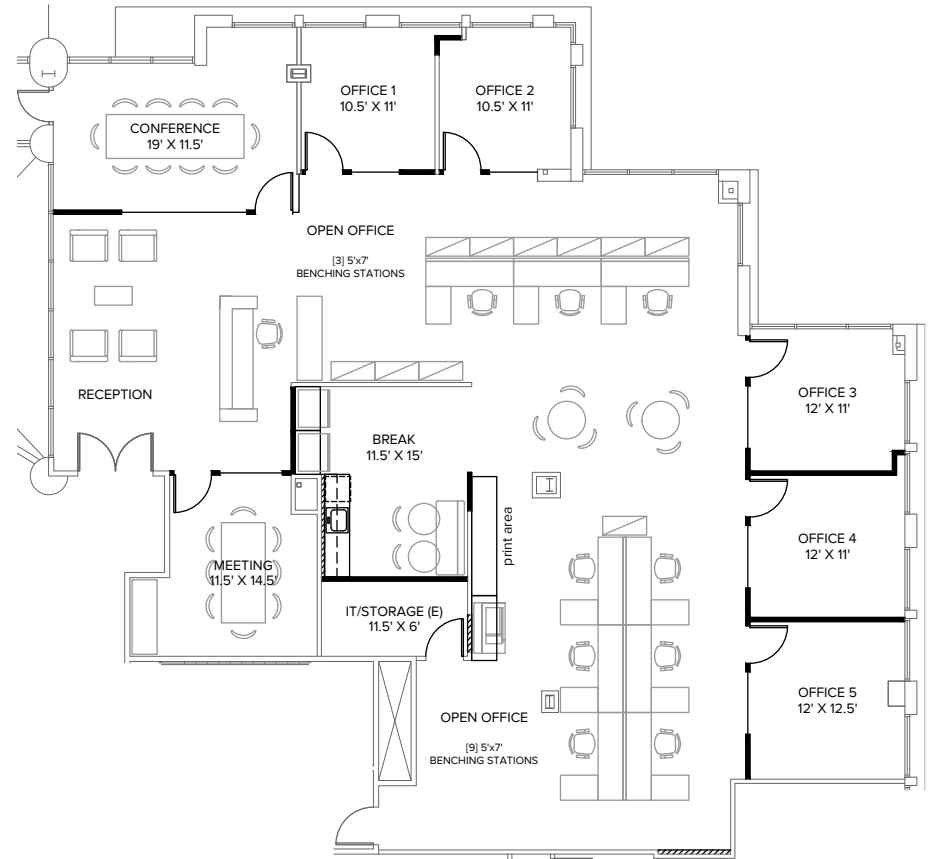 OFFICE 1
10.5' X 11'
OFFICE 2
10.5' X 11'
CONFERENCE
19' X 11.5'
OPEN OFFICE
[3] 5'x7'
BENCHING STATIONS
RECEPTION
OFFICE 3
12' X 11'
BREAK
11.5' X 15'
print area
OFFICE 4
12' X 11'
MEETING
11.5' X 14.5'
IT/STORAGE (E)
11.5' X 6'
OFFICE 5
12' X 12.5'
OPEN OFFICE
[9] 5'x7'
BENCHING STATIONS